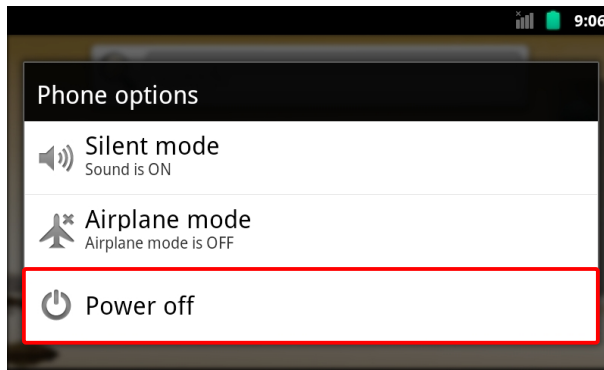 9:06
Phone options
Silent mode
Sound is ON
Airplane mode
Airplane mode is OFF
Power off